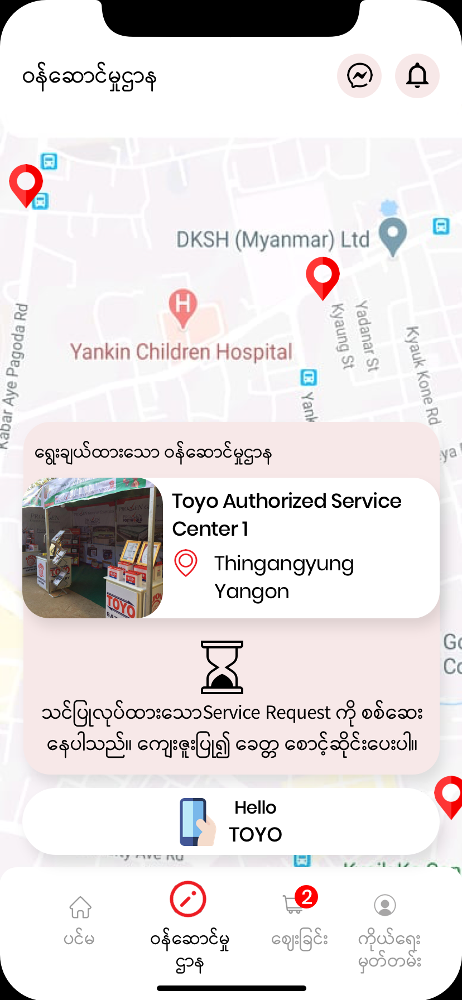 ဝန်ဆောင်မှုဌာန
DKSH (Myanmar) Ltd
H
Yankin Children Hospital
Kabar Aye Pagoda Rd
Kyaung St
Yadanar St
Kyauk Kone Rd
ရွေးချယ်ထားသော ဝန်ဆောင်မှုဌာန
Toyo Authorized Service
Center 1
Thingangyung
Yangon
TOYO
သင်ပြုလုပ်ထားသောService Request ကို စစ်ဆေး
နေပါသည်။ ကျေးဇူးပြု၍ ခေတ္တ စောင့်ဆိုင်းပေးပါ။
Hello
TOYO
2
ပင်မ
ဝန်ဆောင်မှု
ဌာန
ဈေးခြင်း
ကိုယ်ရေး
မှတ်တမ်း